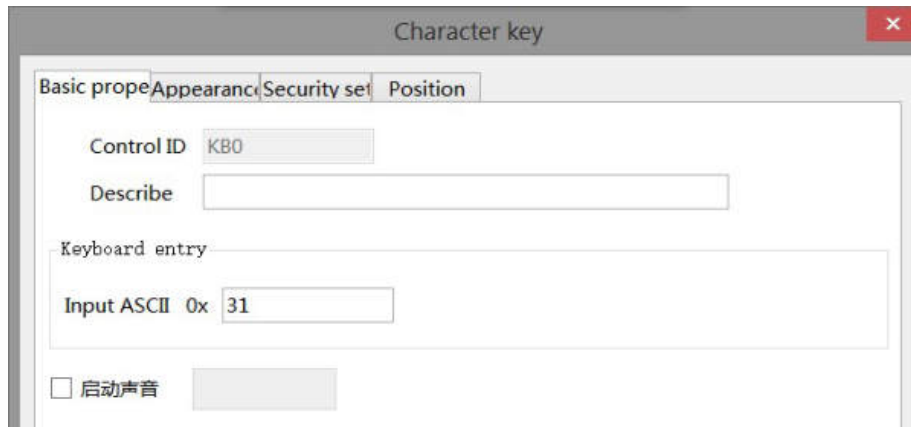 Character key
Basic prope Appearanc Security set Position
Control ID KB0
Describe
Keyboard entry
Input ASCII 0x 31
启动声音